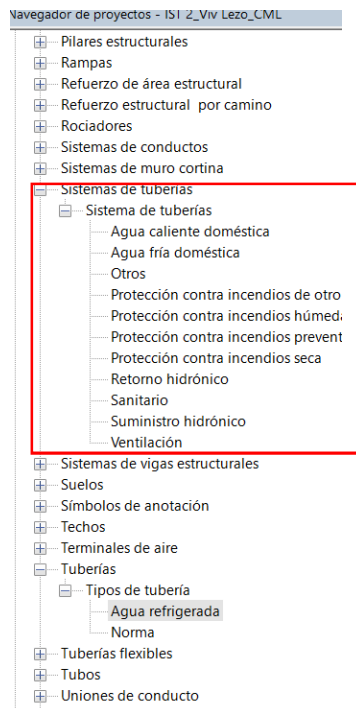 Navegador de proyectos - IST 2_Viv Lezo_CML
Pilares estructurales
Rampas
Refuerzo de área estructural
Refuerzo estructural por camino
Rociadores
Sistemas de conductos
Sistemas de muro cortina
Sistemas de tuberías
Sistema de tuberías
Agua caliente doméstica
Agua fría doméstica
Otros
Protección contra incendios de otro
Protección contra incendios húmeda
Protección contra incendios prevent
Protección contra incendios seca
Retorno hidrónico
Sanitario
Suministro hidrónico
Ventilación
Sistemas de vigas estructurales
Suelos
Símbolos de anotación
Techos
Terminales de aire
Tuberías
Tipos de tubería
Agua refrigerada
Norma
Tuberías flexibles
Tubos
Uniones de conducto